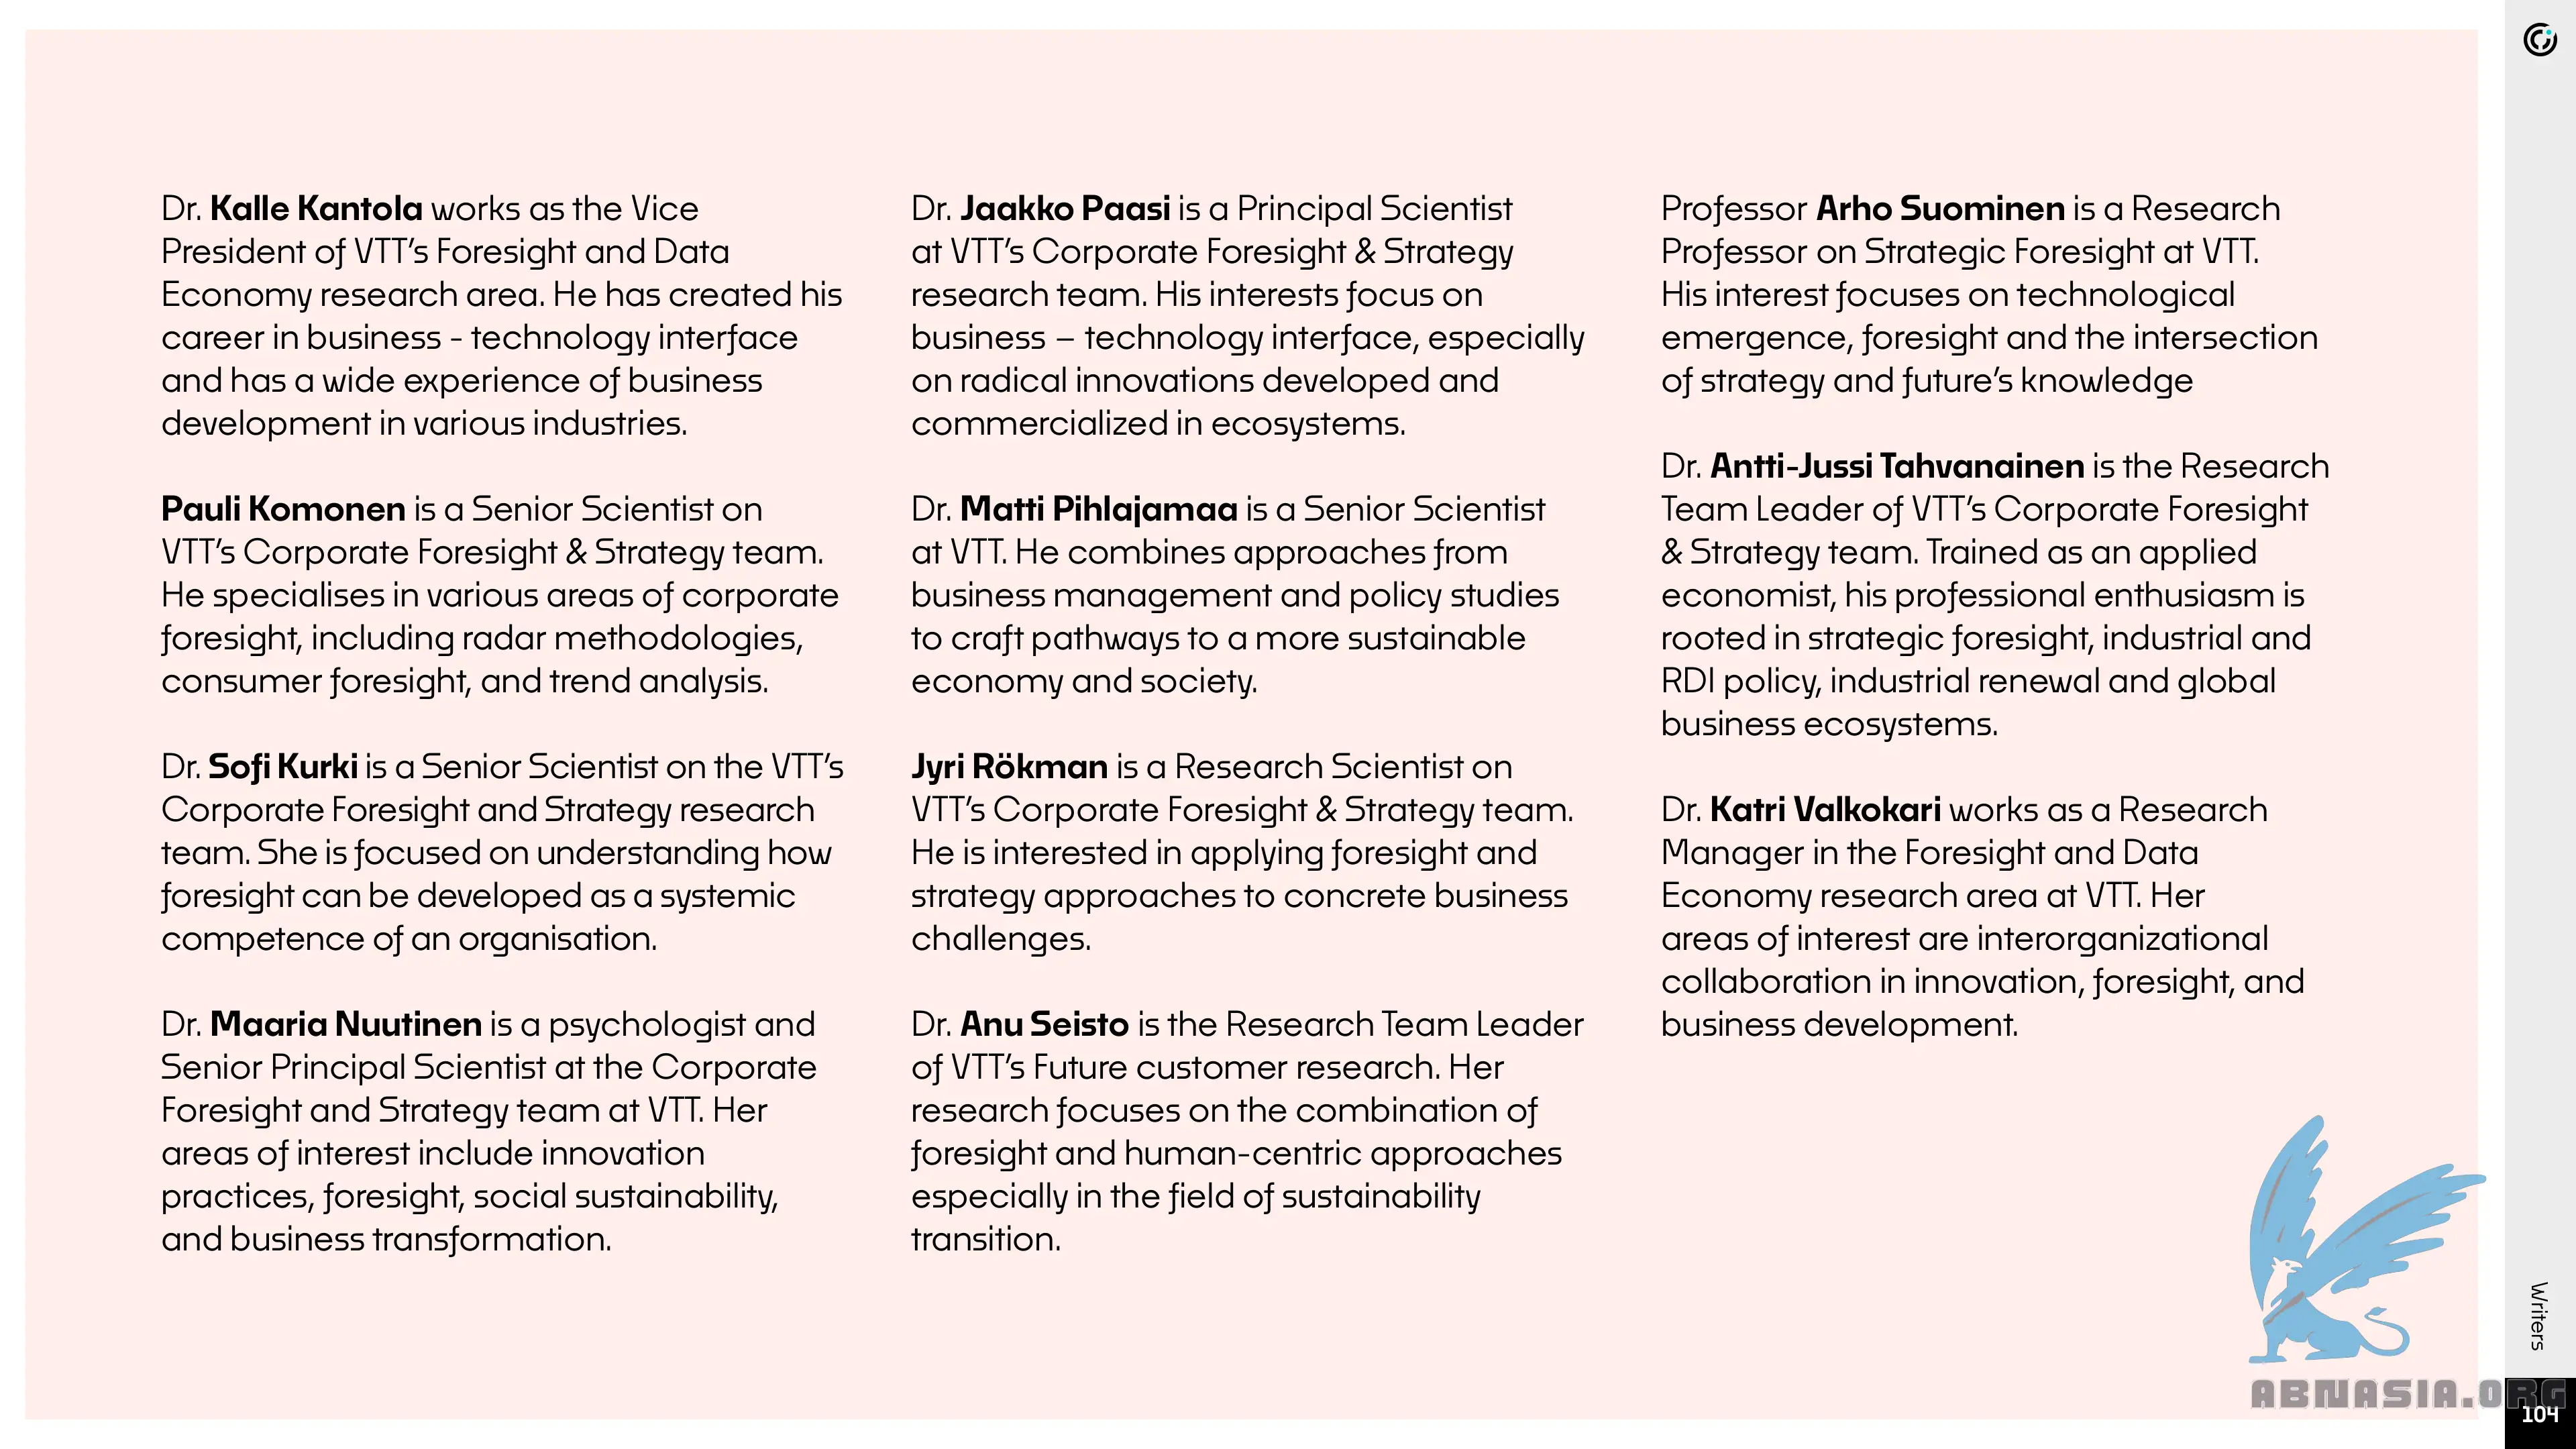 Dr. Kalle Kantola works as the Vice
President of VTT's Foresight and Data
Economy research area. He has created his
career in business - technology interface
and has a wide experience of business
development in various industries.
Pauli Komonen is a Senior Scientist on
VTT's Corporate Foresight & Strategy team.
He specialises in various areas of corporate
foresight, including radar methodologies,
consumer foresight, and trend analysis.
Dr. Sofi Kurki is a Senior Scientist on the VTT's
Corporate Foresight and Strategy research
team. She is focused on understanding how
foresight can be developed as a systemic
competence of an organisation.
Dr. Maaria Nuutinen is a psychologist and
Senior Principal Scientist at the Corporate
Foresight and Strategy team at VTT. Her
areas of interest include innovation
practices, foresight, social sustainability,
and business transformation.
Dr. Jaakko Paasi is a Principal Scientist
at VTT's Corporate Foresight & Strategy
research team. His interests focus on
business – technology interface, especially
on radical innovations developed and
commercialized in ecosystems.
Dr. Matti Pihlajamaa is a Senior Scientist
at VTT. He combines approaches from
business management and policy studies
to craft pathways to a more sustainable
economy and society.
Jyri Rökman is a Research Scientist on
VTT's Corporate Foresight & Strategy team.
He is interested in applying foresight and
strategy approaches to concrete business
challenges.
Dr. Anu Seisto is the Research Team Leader
of VTT's Future customer research. Her
research focuses on the combination of
foresight and human-centric approaches
especially in the field of sustainability
transition.
Professor Arho Suominen is a Research
Professor on Strategic Foresight at VTT.
His interest focuses on technological
emergence, foresight and the intersection
of strategy and future's knowledge
Dr. Antti-Jussi Tahvanainen is the Research
Team Leader of VTT's Corporate Foresight
& Strategy team. Trained as an applied
economist, his professional enthusiasm is
rooted in strategic foresight, industrial and
RDI policy, industrial renewal and global
business ecosystems.
Dr. Katri Valkokari works as a Research
Manager in the Foresight and Data
Economy research area at VTT. Her
areas of interest are interorganizational
collaboration in innovation, foresight, and
business development.
Writers
ABNASIA.ORG
104